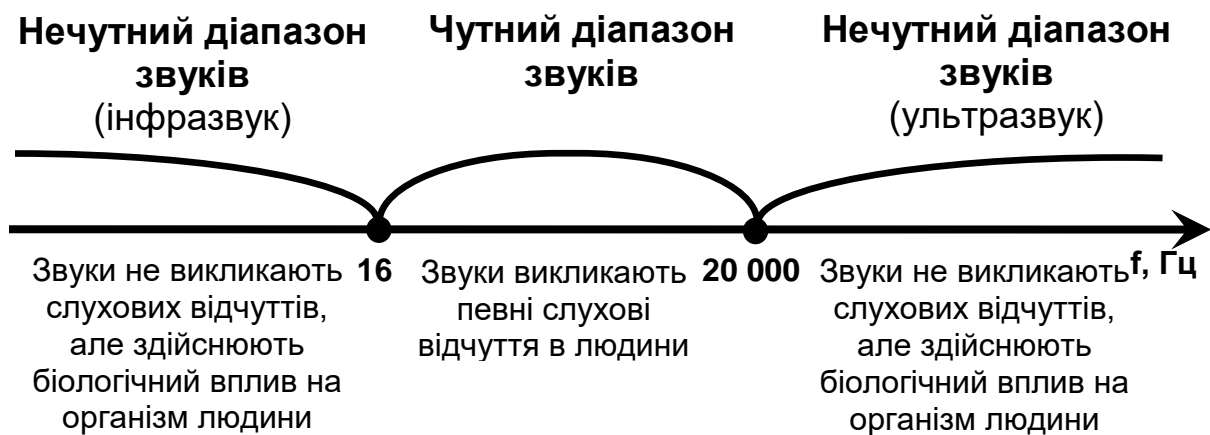 Нечутний діапазон
звуків
(інфразвук)
Чутний діапазон
звуків
Нечутний діапазон
звуків
(ультразвук)
Звуки не викликають
слухових відчуттів,
але здійснюють
біологічний вплив на
організм людини
16
Звуки викликають
певні слухові
відчуття в людини
20 000
Звуки не викликають
слухових відчуттів,
але здійснюють
біологічний вплив на
організм людини
f, Гц